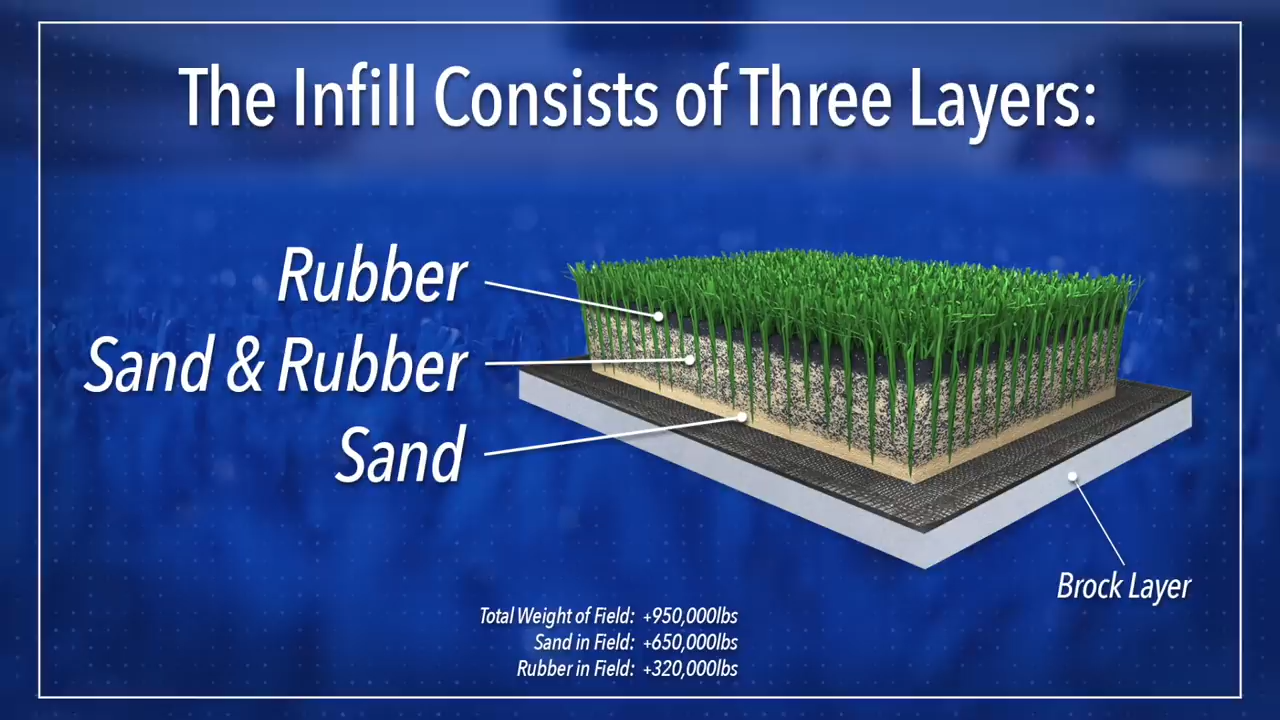 The Infill Consists of Three Layers:
Rubber
Sand & Rubber
Sand
Brock Layer
Total Weight of Field: +950,000lbs
Sand in Field: +650,000lbs
Rubber in Field: +320,000lbs